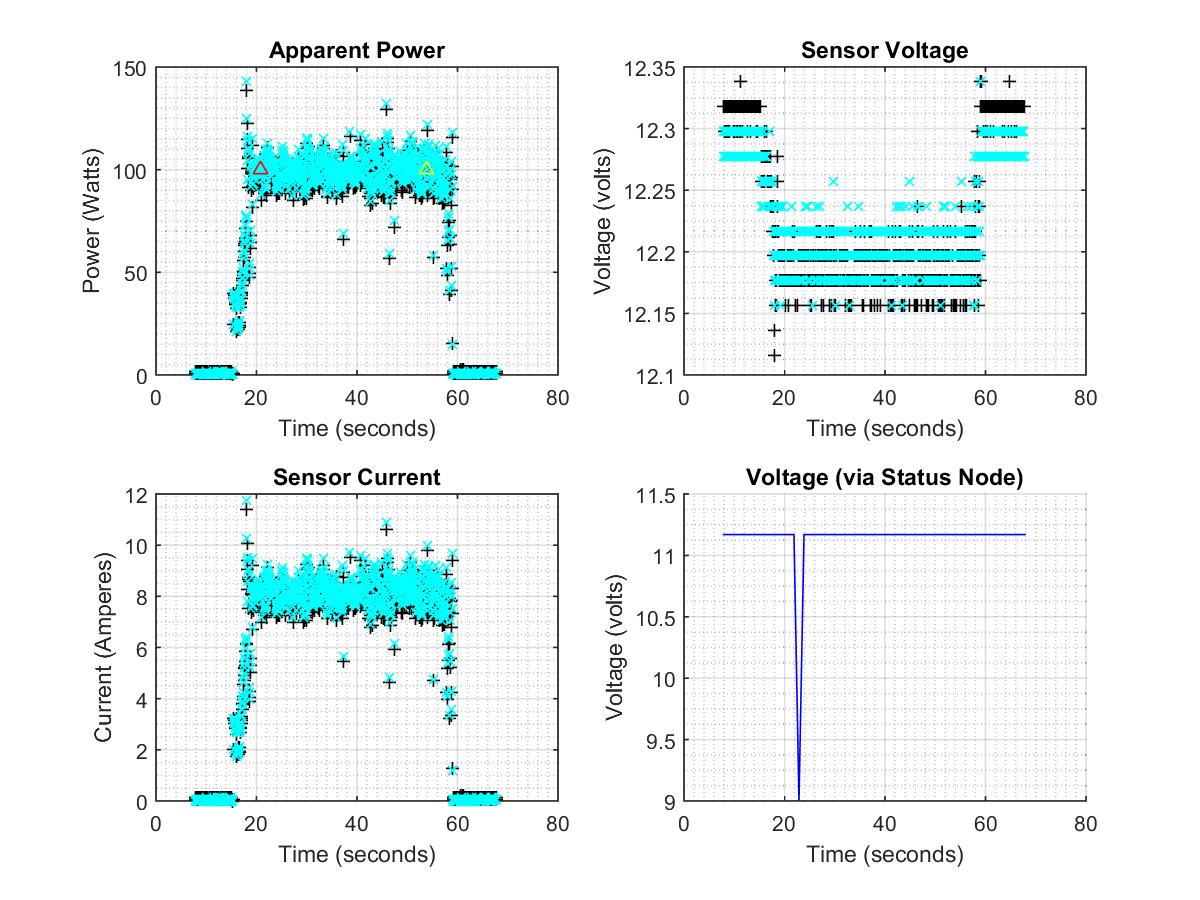 Apparent Power
150
100
50
0
Power (Watts)
0 20 40 60 80
Time (seconds)
Sensor Voltage
12.35
12.3
12.25
12.2
12.15
12.1
Voltage (volts)
0 20 40 60 80
Time (seconds)
Sensor Current
12
10
8
6
4
2
0
Current (Amperes)
0 20 40 60 80
Time (seconds)
Voltage (via Status Node)
11.5
11
10.5
10
9.5
9
Voltage (volts)
0 20 40 60 80
Time (seconds)